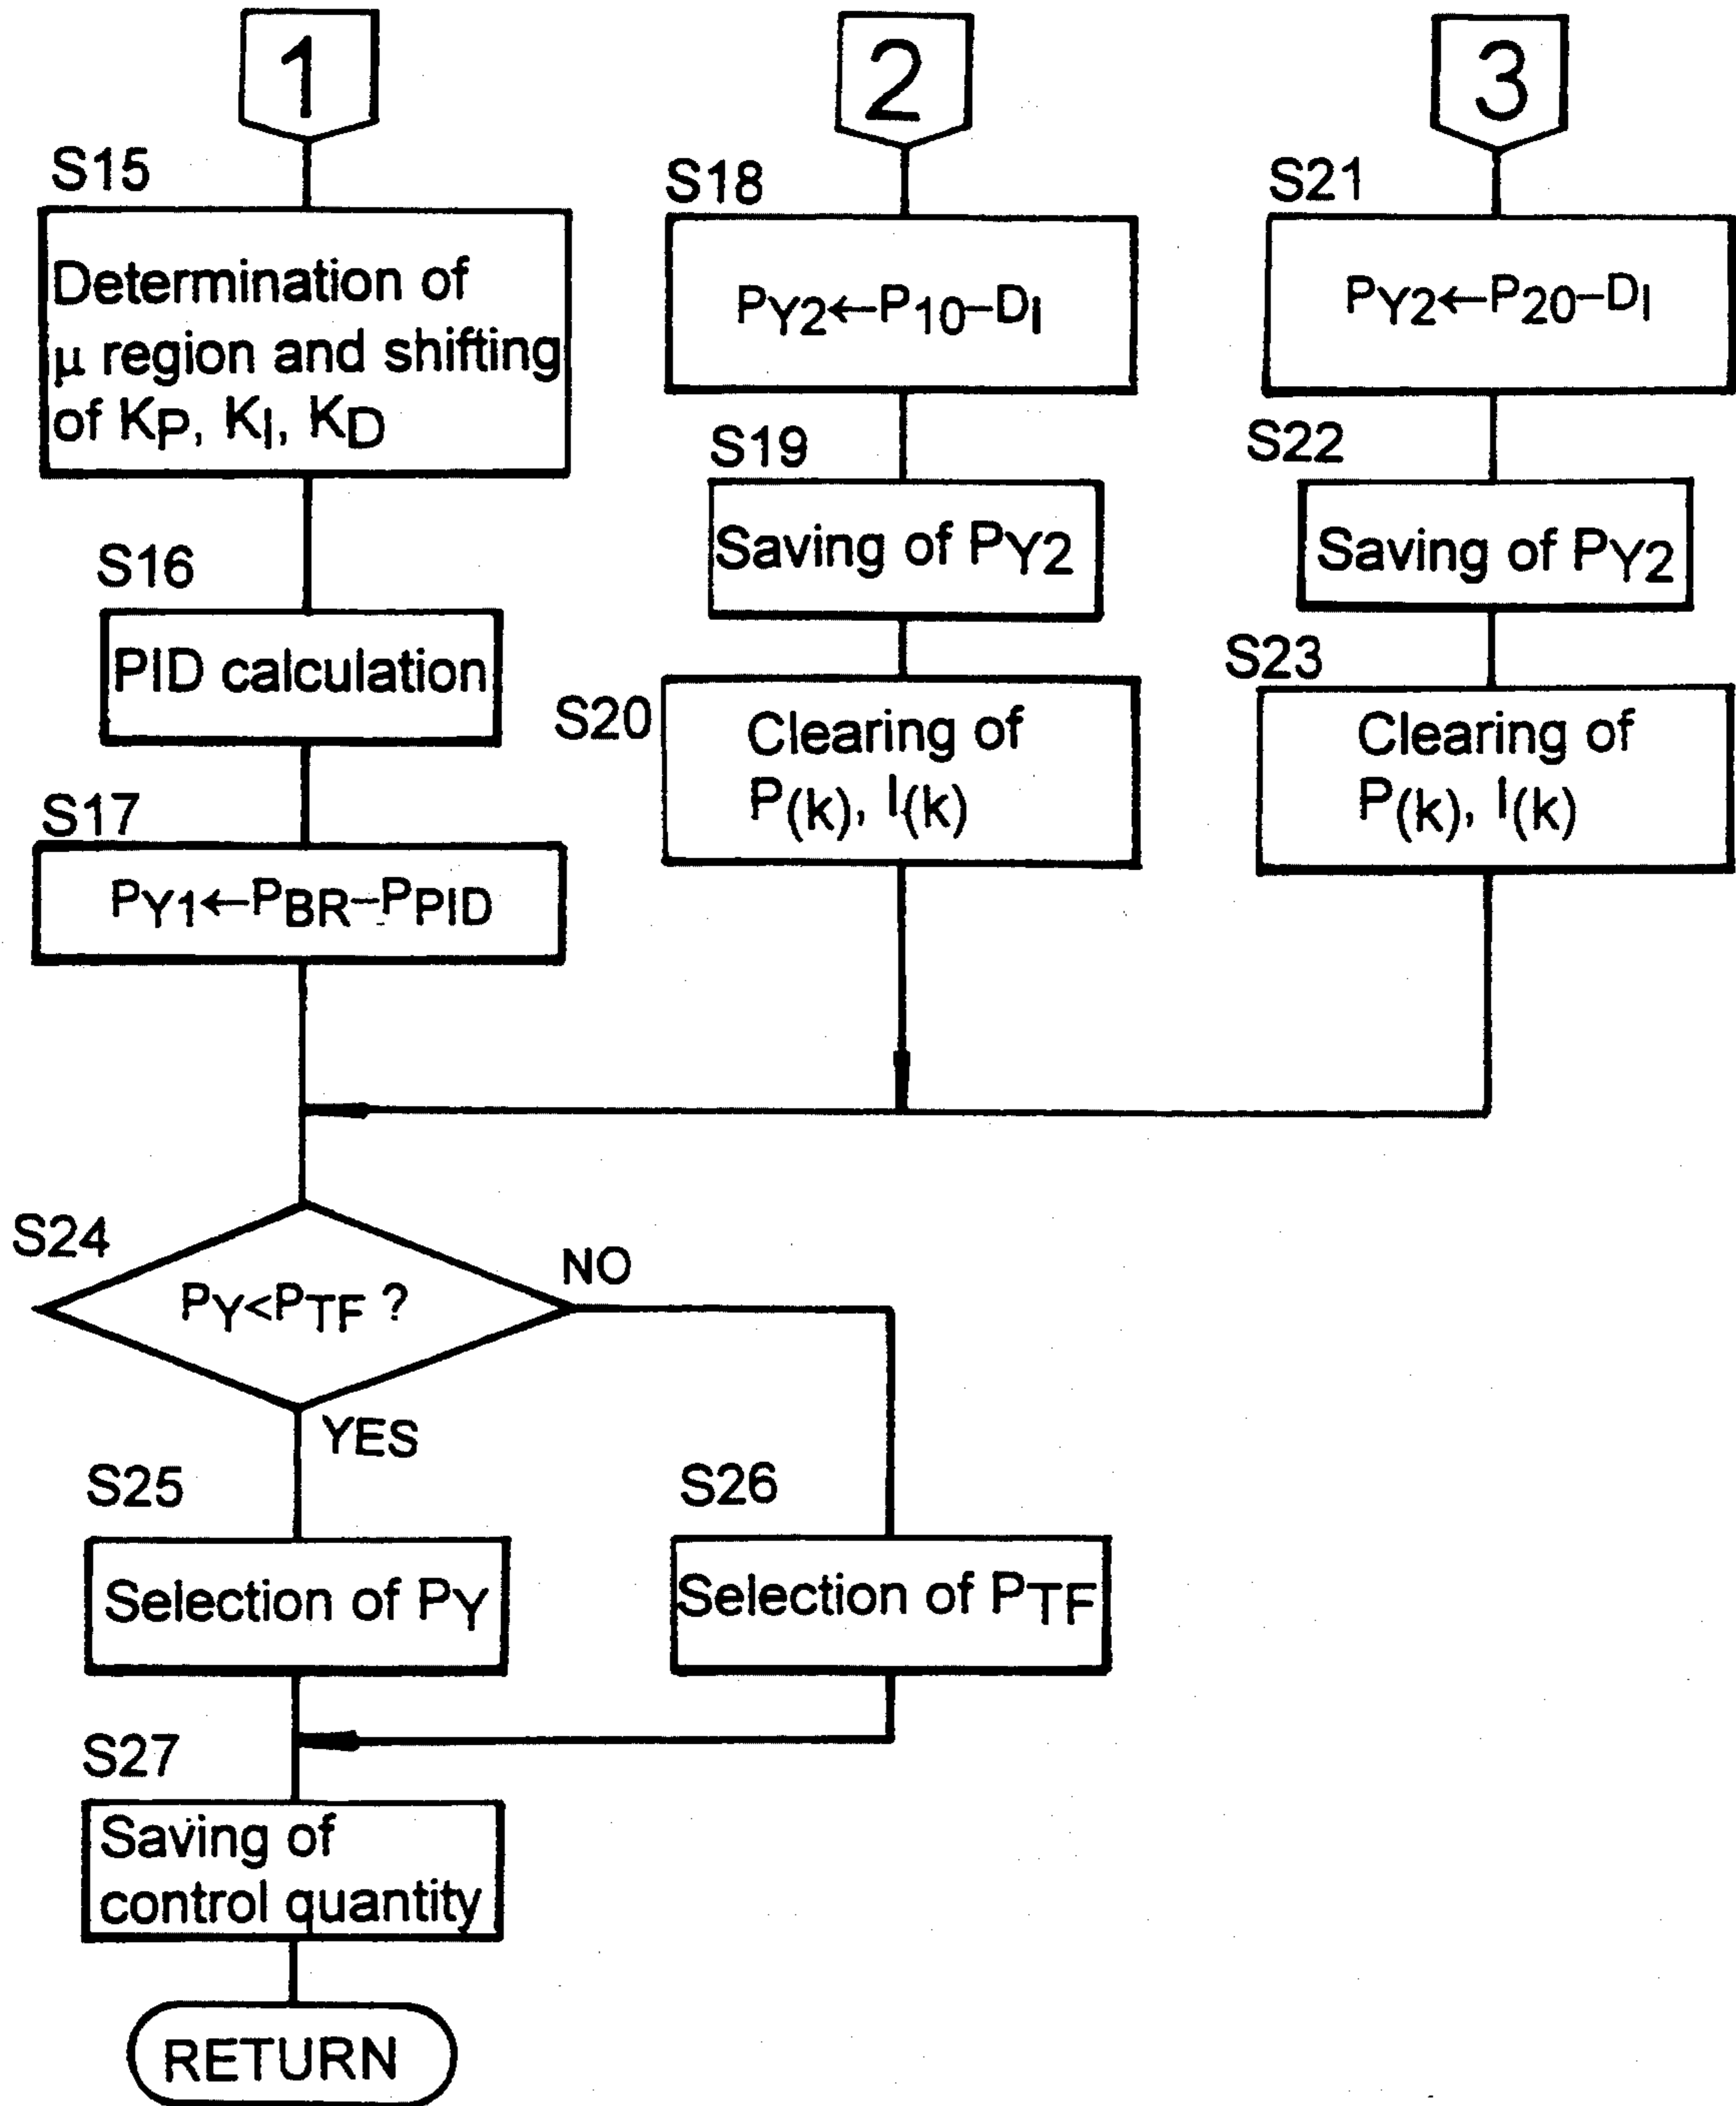 1
2
3
S15
Determination of
μ region and shifting
of KP, KI, KD
S16
PID calculation
S17
PY1←PBR–PPID
S18
PY2←P10–DI
S19
Saving of PY2
S20
Clearing of
P(k), I(k)
S21
PY2←P20–DI
S22
Saving of PY2
S23
Clearing of
P(k), I(k)
S24
PY<PTF ?
NO
YES
S25
Selection of PY
S26
Selection of PTF
S27
Saving of
control quantity
RETURN